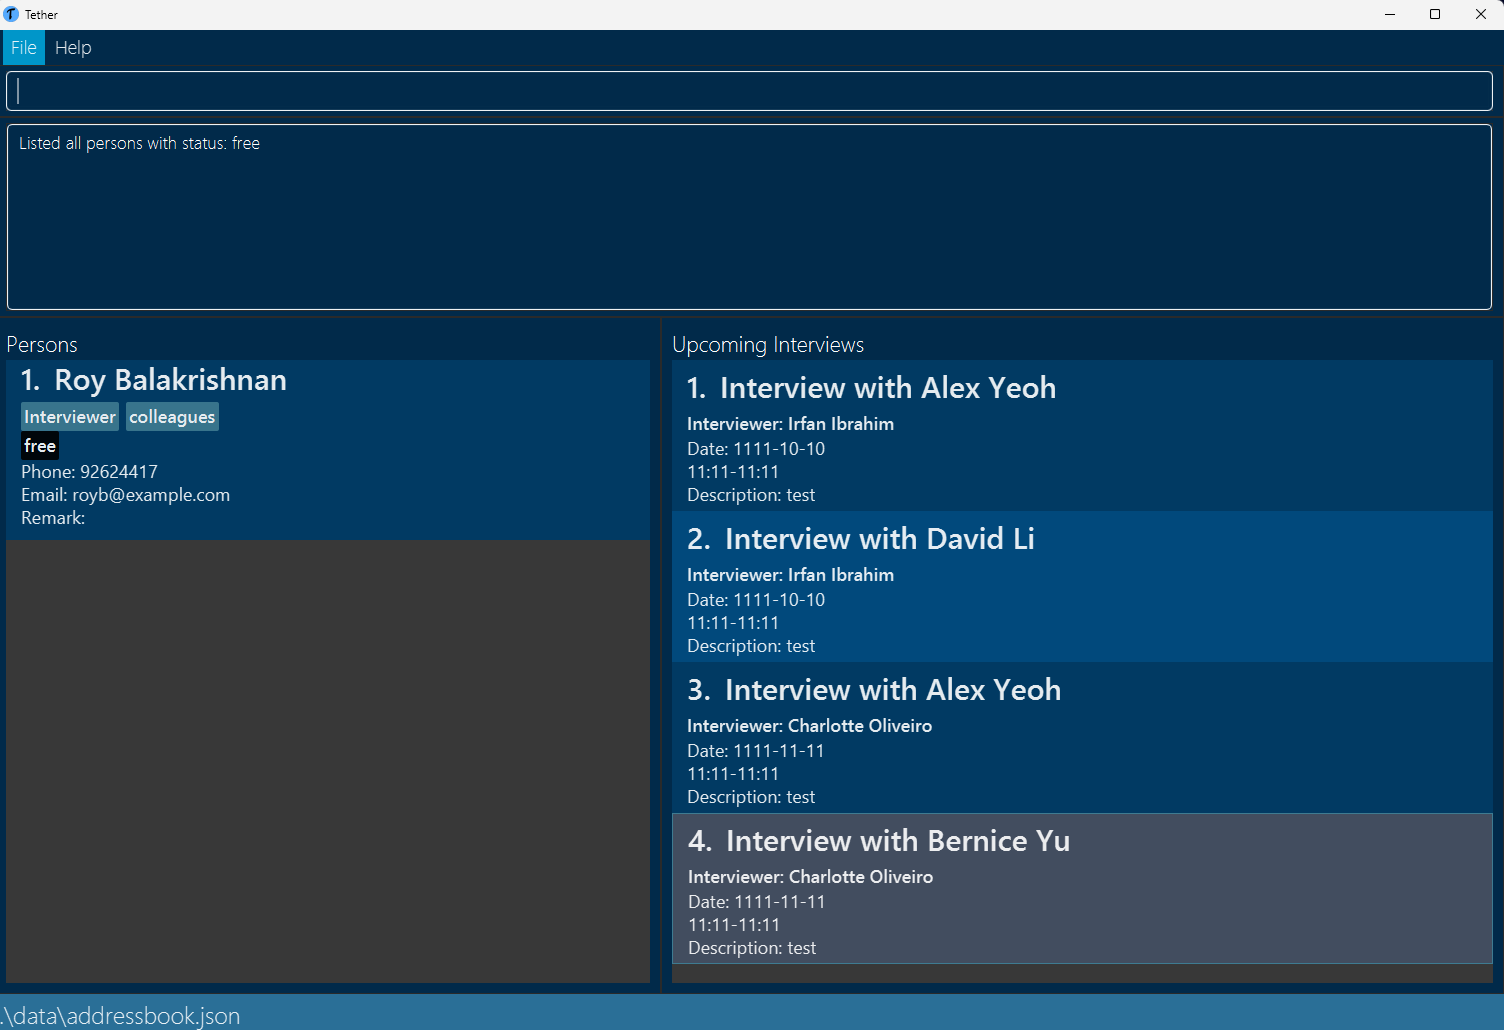 Tether
File Help
Listed all persons with status: free
Persons
1. Roy Balakrishnan
Interviewer colleagues
free
Phone: 92624417
Email: royb@example.com
Remark:
Upcoming Interviews
1. Interview with Alex Yeoh
Interviewer: Irfan Ibrahim
Date: 1111-10-10
11:11-11:11
Description: test
2. Interview with David Li
Interviewer: Irfan Ibrahim
Date: 1111-10-10
11:11-11:11
Description: test
3. Interview with Alex Yeoh
Interviewer: Charlotte Oliveiro
Date: 1111-11-11
11:11-11:11
Description: test
4. Interview with Bernice Yu
Interviewer: Charlotte Oliveiro
Date: 1111-11-11
11:11-11:11
Description: test
.\data\addressbook.json